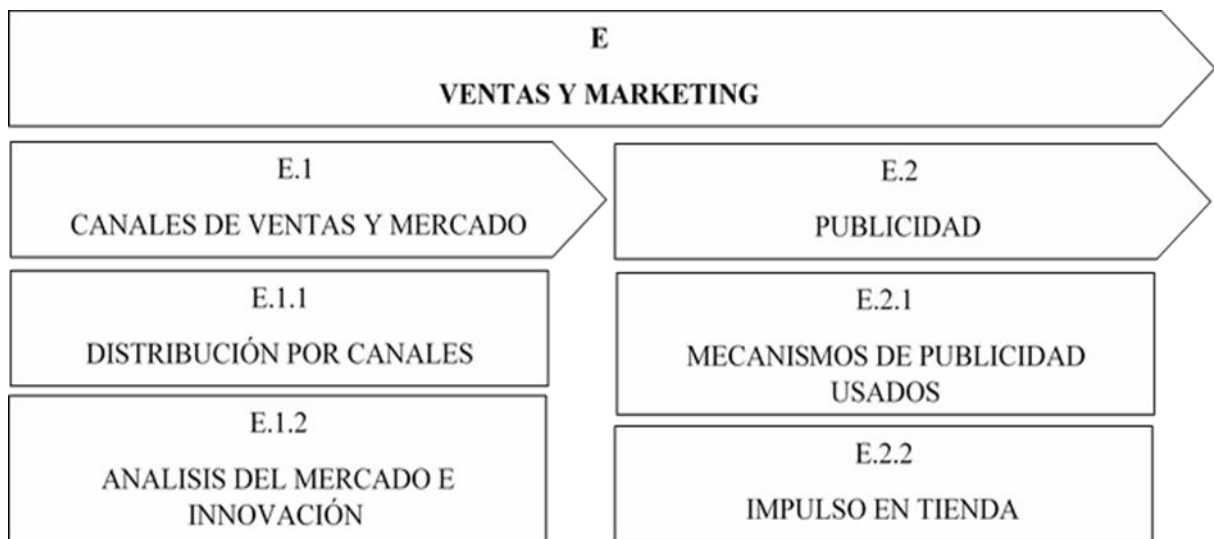 E
VENTAS Y MARKETING
E.1
CANALES DE VENTAS Y MERCADO
E.1.1
DISTRIBUCIÓN POR CANALES
E.1.2
ANALISIS DEL MERCADO E
INNOVACIÓN
E.2
PUBLICIDAD
E.2.1
MECANISMOS DE PUBLICIDAD
USADOS
E.2.2
IMPULSO EN TIENDA